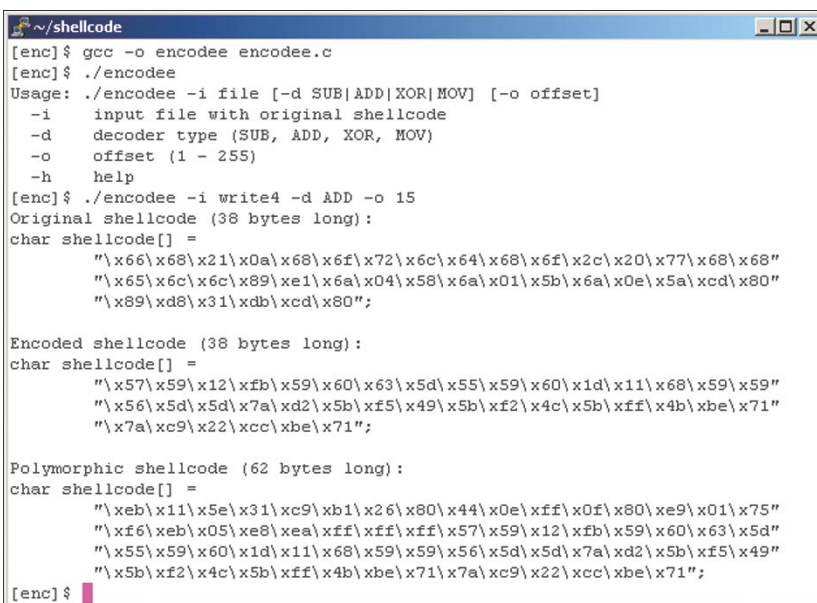 ~/shellcode
[enc]$ gcc -o encodee encodee.c
[enc]$ ./encodee
Usage: ./encodee -i file [-d SUB|ADD|XOR|MOV] [-o offset]
  -i     input file with original shellcode
  -d     decoder type (SUB, ADD, XOR, MOV)
  -o     offset (1 - 255)
  -h     help
[enc]$ ./encodee -i write4 -d ADD -o 15
Original shellcode (38 bytes long):
char shellcode[] =
        "\x66\x68\x21\x0a\x68\x6f\x72\x6c\x64\x68\x6f\x2c\x20\x77\x68\x68"
        "\x65\x6c\x6c\x89\xe1\x6a\x04\x58\x6a\x01\x5b\x6a\x0e\x5a\xcd\x80"
        "\x89\xd8\x31\xdb\xcd\x80";

Encoded shellcode (38 bytes long):
char shellcode[] =
        "\x57\x59\x12\xfb\x59\x60\x63\x5d\x55\x59\x60\x1d\x11\x68\x59\x59"
        "\x56\x5d\x5d\x7a\xd2\x5b\xf5\x49\x5b\xf2\x4c\x5b\xff\x4b\xbe\x71"
        "\x7a\xc9\x22\xcc\xbe\x71";

Polymorphic shellcode (62 bytes long):
char shellcode[] =
        "\xeb\x11\x5e\x31\xc9\xb1\x26\x80\x44\x0e\xff\x0f\x80\xe9\x01\x75"
        "\xf6\xeb\x05\xe8\xea\xff\xff\xff\x57\x59\x12\xfb\x59\x60\x63\x5d"
        "\x55\x59\x60\x1d\x11\x68\x59\x59\x56\x5d\x5d\x7a\xd2\x5b\xf5\x49"
        "\x5b\xf2\x4c\x5b\xff\x4b\xbe\x71\x7a\xc9\x22\xcc\xbe\x71";
[enc]$